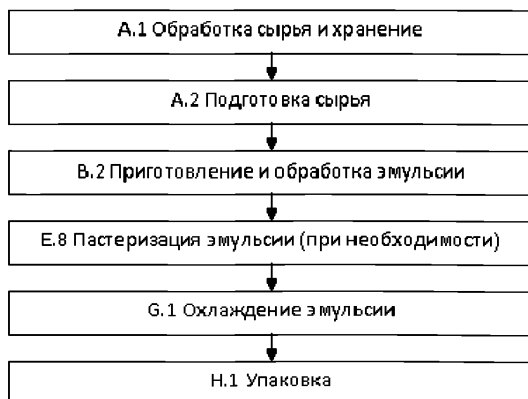 А.1 Обработка сырья и хранение
А.2 Подготовка сырья
В.2 Приготовление и обработка эмульсии
Е.8 Пастеризация эмульсии (при необходимости)
G.1 Охлаждение эмульсии
Н.1 Упаковка